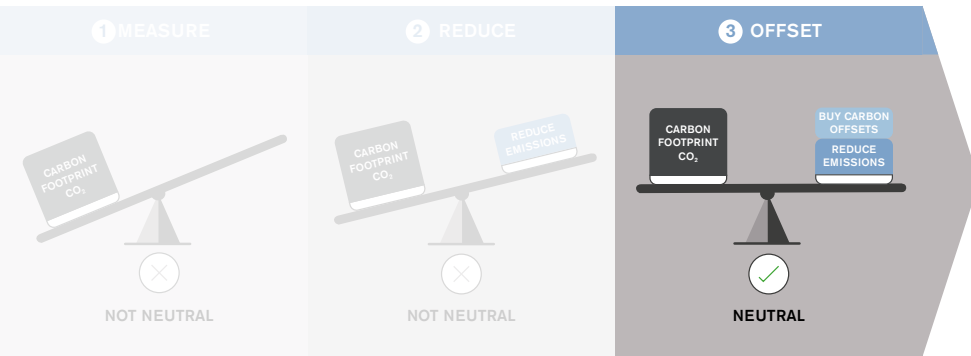 1 MEASURE
CARBON
FOOTPRINT
CO₂
NOT NEUTRAL
2 REDUCE
CARBON
FOOTPRINT
CO₂
REDUCE
EMISSIONS
NOT NEUTRAL
3 OFFSET
CARBON
FOOTPRINT
CO₂
BUY CARBON
OFFSETS
REDUCE
EMISSIONS
NEUTRAL